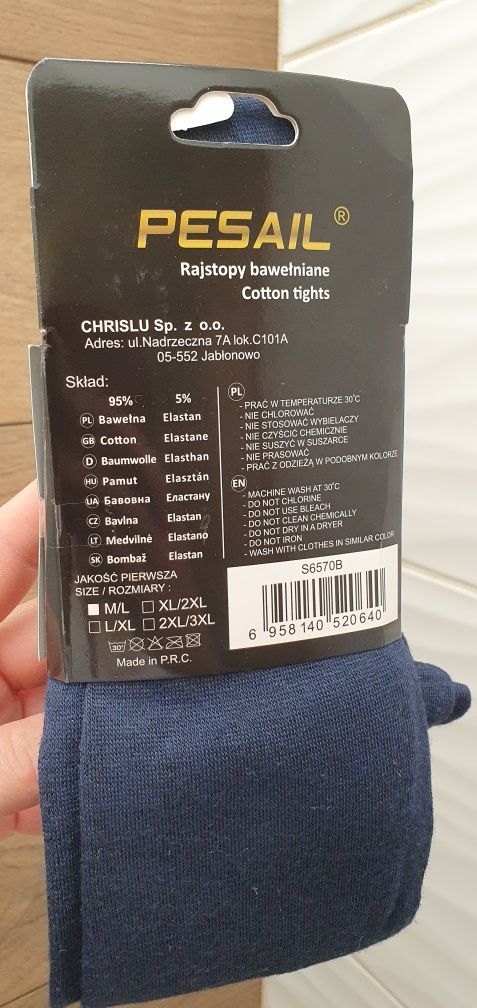 PESAIL ®
Rajstopy bawełniane
Cotton tights
CHRISLU Sp. z o.o.
Adres: ul.Nadrzeczna 7A lok.C101A
05-552 Jabłonowo
Skład:
95% 5%
PL Bawełna Elastan
GB Cotton Elastane
D Baumwolle Elasthan
HU Pamut Elasztán
UA Бавовна Еластану
CZ Bavlna Elastan
LT Medvilnė Elastano
SK Bombaž Elastan
JAKOŚĆ PIERWSZA
SIZE / ROZMIARY :
M/L XL/2XL
L/XL 2XL/3XL
30°
Made in P.R.C.
PL
- PRAĆ W TEMPERATURZE 30°C
- NIE CHLOROWAĆ
- NIE STOSOWAĆ WYBIELACZY
- NIE CZYŚCIĆ CHEMICZNIE
- NIE SUSZYĆ W SUSZARCE
- NIE PRASOWAĆ
- PRAĆ Z ODZIEŻĄ W PODOBNYM KOLORZE
EN
- MACHINE WASH AT 30°C
- DO NOT CHLORINE
- DO NOT USE BLEACH
- DO NOT CLEAN CHEMICALLY
- DO NOT DRY IN A DRYER
- DO NOT IRON
- WASH WITH CLOTHES IN SIMILAR COLOR
S6570B
6 958140 520640